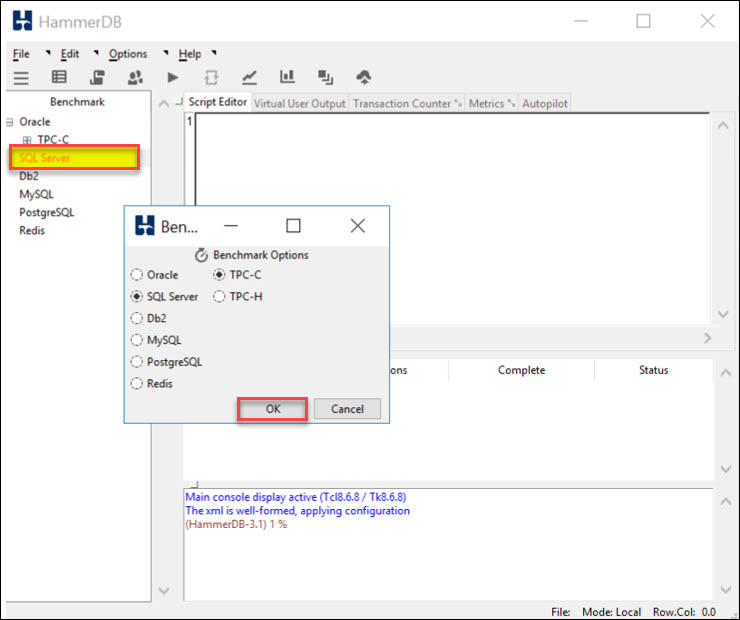 HammerDB
File Edit Options Help
Benchmark
Oracle
TPC-C
SQL Server
Db2
MySQL
PostgreSQL
Redis
Script Editor Virtual User Output Transaction Counter Metrics Autopilot
1
Ben...
Benchmark Options
Oracle TPC-C
SQL Server TPC-H
Db2
MySQL
PostgreSQL
Redis
OK Cancel
Complete Status
Main console display active (Tcl8.6.8 / Tk8.6.8)
The xml is well-formed, applying configuration
(HammerDB-3.1) 1 %
File: Mode: Local Row.Col: 0.0